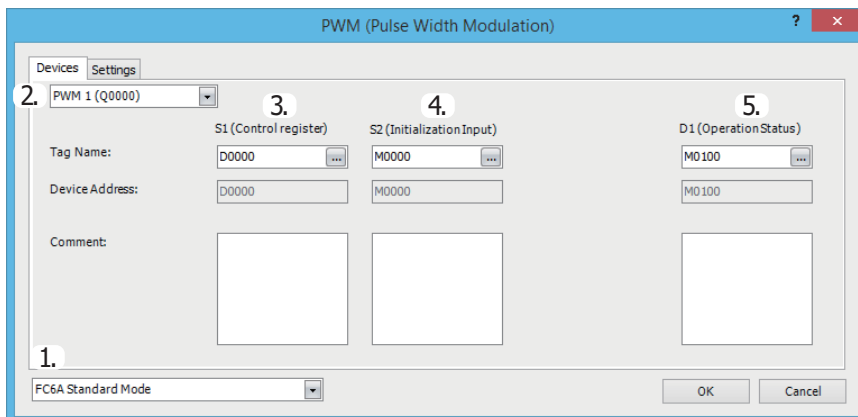 PWM (Pulse Width Modulation)
?
×
Devices Settings
2. PWM 1 (Q0000)
3. 4. 5.
S1 (Control register) S2 (Initialization Input) D1 (Operation Status)
Tag Name: D0000 ... M0000 ... M0100 ...
Device Address: D0000 M0000 M0100
Comment:
1.
FC6A Standard Mode OK Cancel